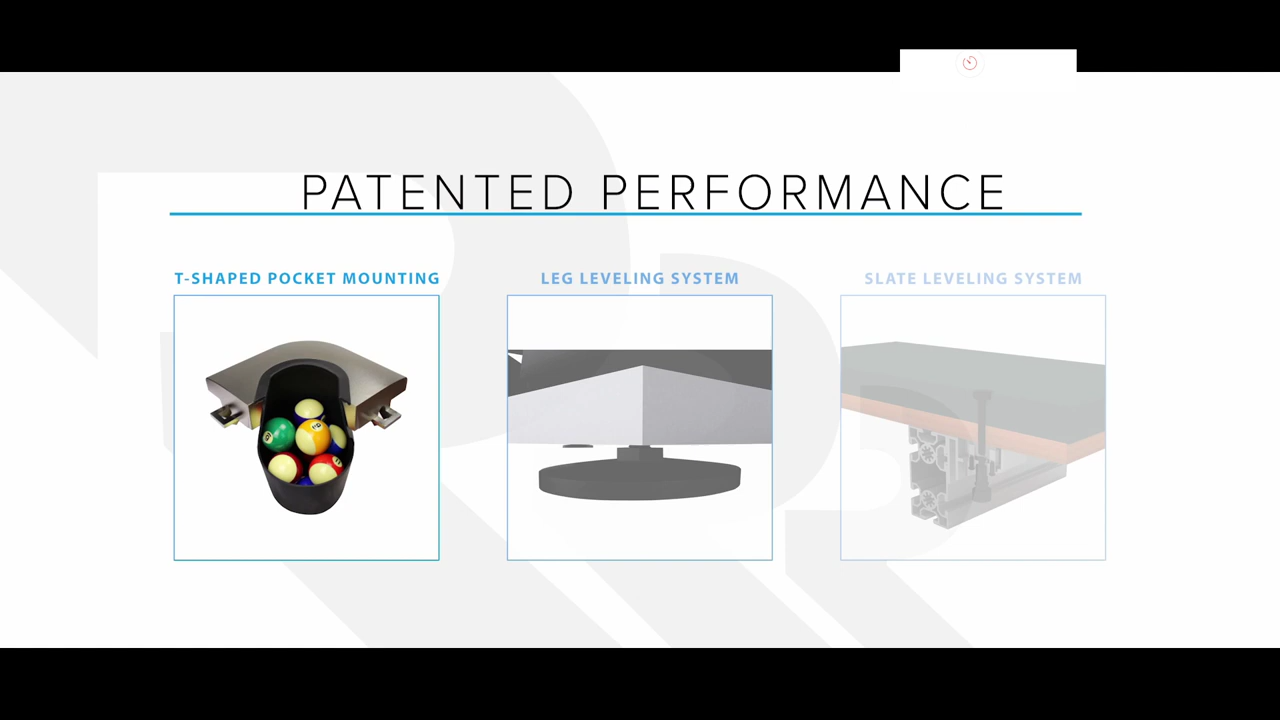 PATENTED PERFORMANCE
T-SHAPED POCKET MOUNTING
LEG LEVELING SYSTEM
SLATE LEVELING SYSTEM